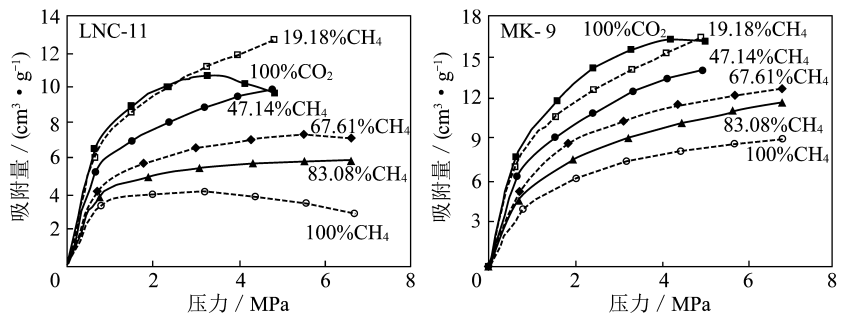 LNC-11
14
12
10
8
6
4
2
0
吸附量 / (cm³·g⁻¹)
19.18%CH₄
100%CO₂
47.14%CH₄
67.61%CH₄
83.08%CH₄
100%CH₄
0 2 4 6 8
压力 / MPa
MK- 9
18
15
12
9
6
3
0
吸附量 / (cm³·g⁻¹)
100%CO₂
19.18%CH₄
47.14%CH₄
67.61%CH₄
83.08%CH₄
100%CH₄
0 2 4 6 8
压力 / MPa